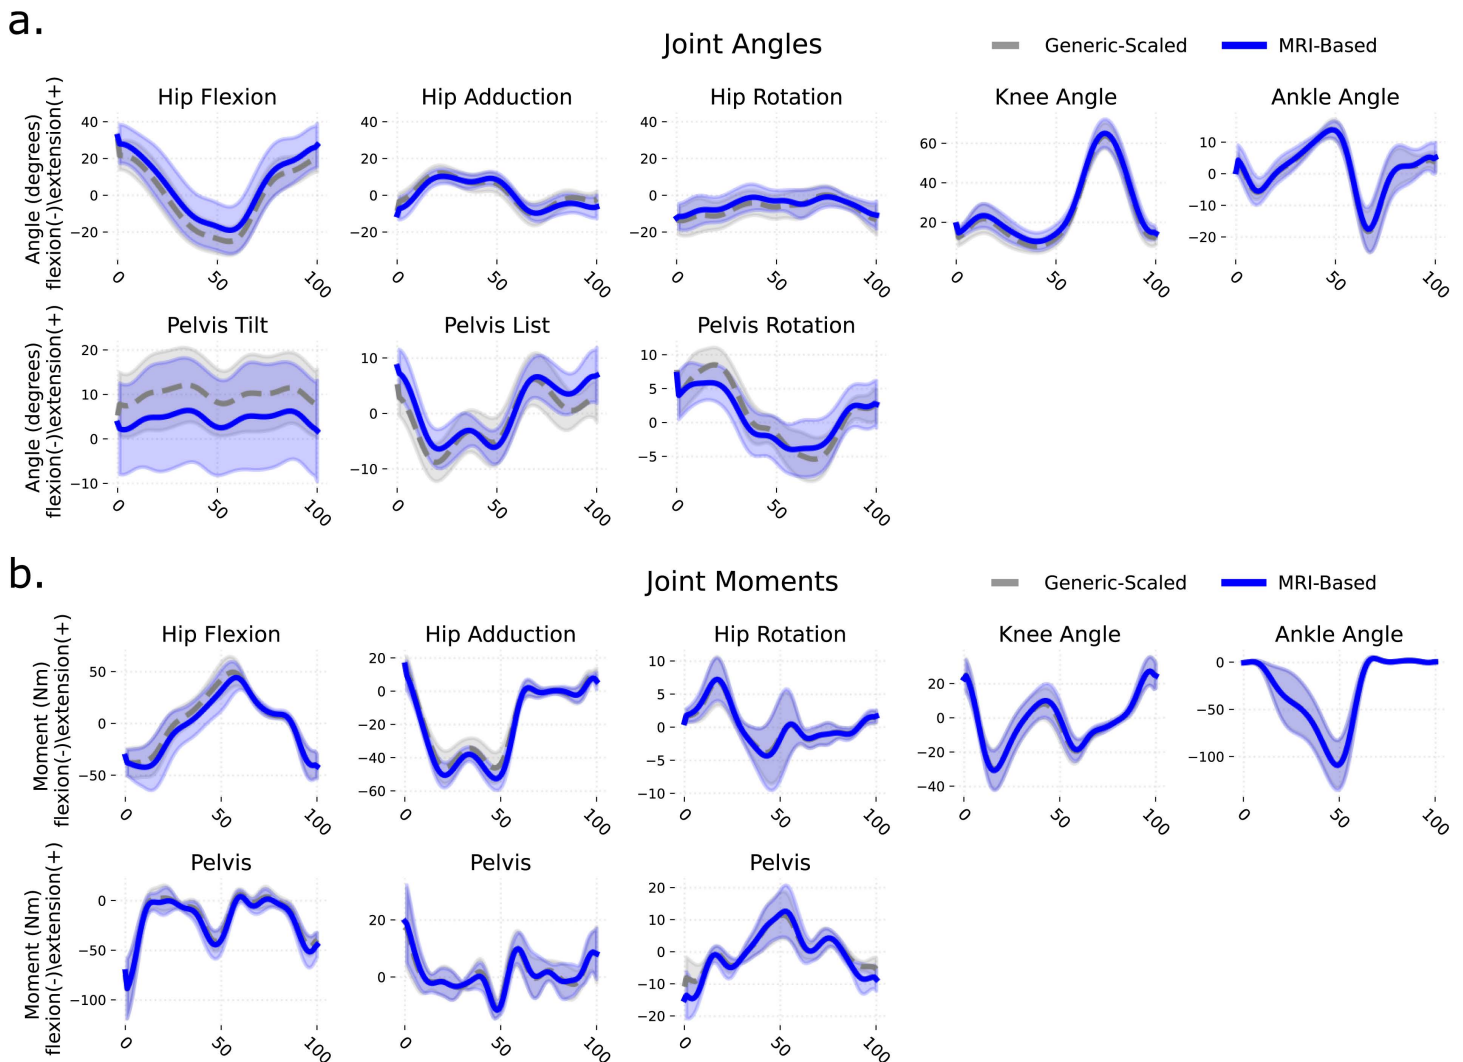 a.
Joint Angles
Generic-Scaled MRI-Based
Hip Flexion Hip Adduction Hip Rotation Knee Angle Ankle Angle
Angle (degrees)
flexion(-)\extension(+)
40 20 0 −20
0 50 100
40 20 0 −20
0 50 100
40 20 0 −20
0 50 100
60 40 20
0 50 100
10 0 −10 −20
0 50 100
Pelvis Tilt Pelvis List Pelvis Rotation
Angle (degrees)
flexion(-)\extension(+)
20 10 0 −10
0 50 100
10 0 −10
0 50 100
10 5 0 −5
0 50 100
b.
Joint Moments
Generic-Scaled MRI-Based
Hip Flexion Hip Adduction Hip Rotation Knee Angle Ankle Angle
Moment (Nm)
flexion(-)\extension(+)
50 0 −50
0 50 100
20 0 −20 −40 −60
0 50 100
10 5 0 −5 −10
0 50 100
20 0 −20 −40
0 50 100
0 −50 −100
0 50 100
Pelvis Pelvis Pelvis
Moment (Nm)
flexion(-)\extension(+)
0 −50 −100
0 50 100
20 0
0 50 100
20 10 0 −10 −20
0 50 100